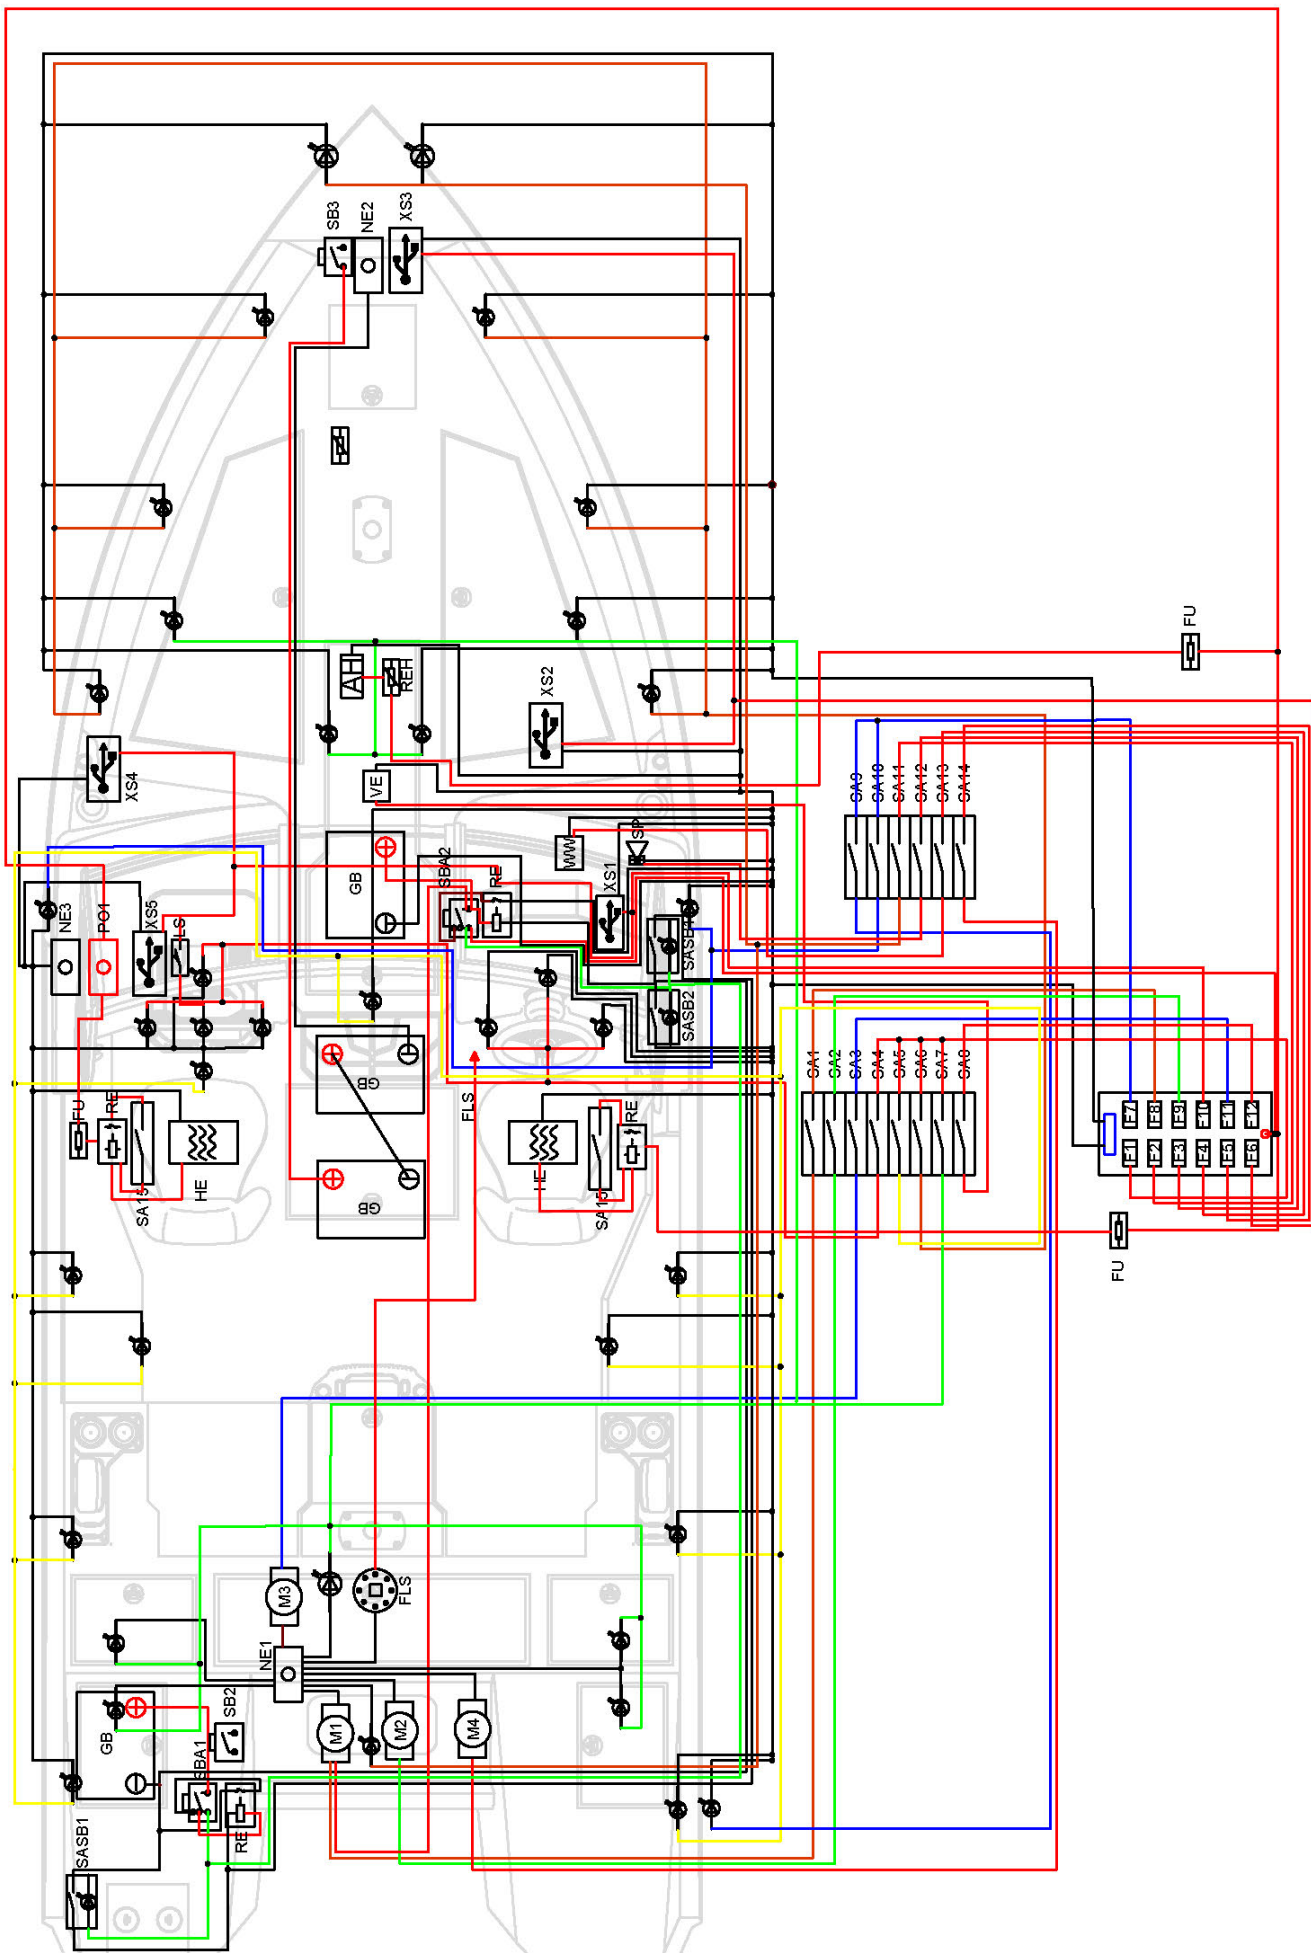 SB3
NE2
XS3
FU
AH
REH
XS2
XS4
VE
SA9
SA10
SA11
SA12
SA13
SA14
GB
SBA2
RE
WW
SP
XS1
NE3
PO1
XS5
LS
SASB2
GB
FLS
SA1
SA2
SA3
SA4
SA5
SA6
SA7
SA8
F7
F8
F9
F10
F11
F12
F1
F2
F3
F4
F5
F6
FU
RE
SA15
HE
GB
HE
SA15
RE
FU
M3
FLS
NE1
GB
SB2
SBA1
M1
M2
M4
RE
SASB1